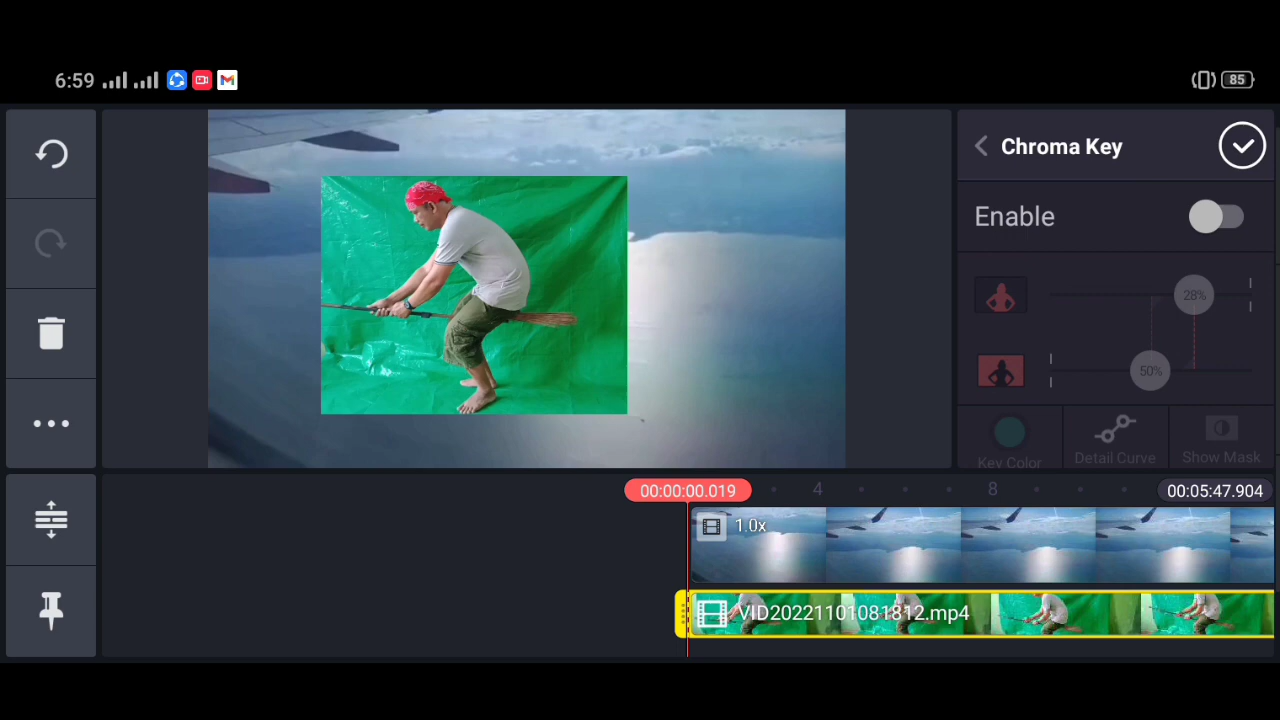 6:59
85
Chroma Key
Enable
28%
50%
Key Color
Detail Curve
Show Mask
00:00:00.019
4
8
00:05:47.904
1.0x
VID20221101081812.mp4